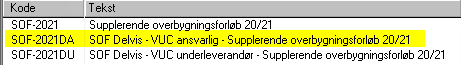 Kode Tekst
SOF-2021 Supplerende overbygningsforløb 20/21
SOF-2021DA SOF Delvis - VUC ansvarlig - Supplerende overbygningsforløb 20/21
SOF-2021DU SOF Delvis - VUC underleverandør - Supplerende overbygningsforløb 20/21